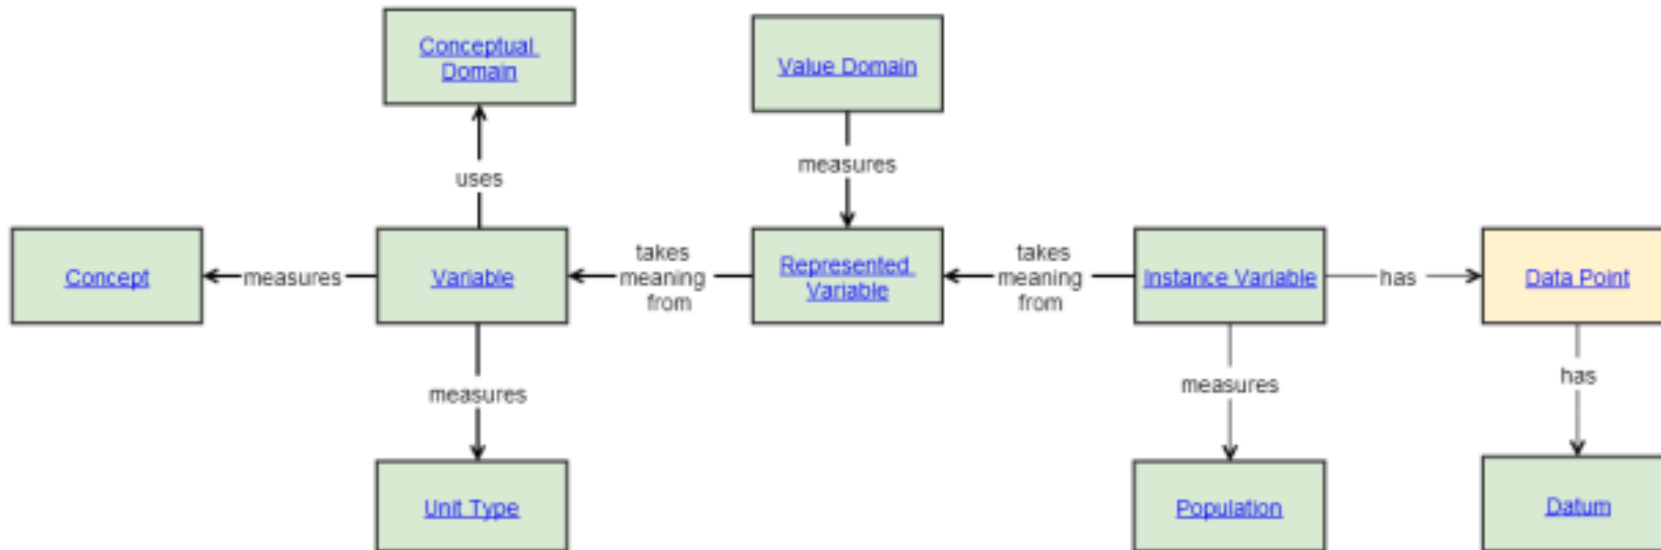 Conceptual
Domain
Value Domain
measures
uses
Concept
measures
Variable
takes
meaning
from
Represented
Variable
takes
meaning
from
Instance Variable
has
Data Point
measures
measures
has
Unit Type
Population
Datum